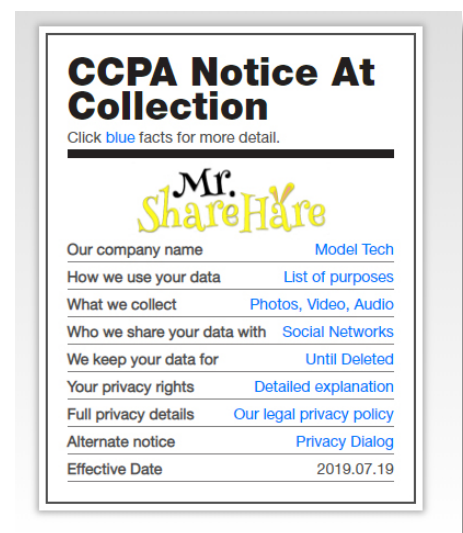 CCPA Notice At
Collection
Click blue facts for more detail.
Mr.
ShareHare
Our company name Model Tech
How we use your data List of purposes
What we collect Photos, Video, Audio
Who we share your data with Social Networks
We keep your data for Until Deleted
Your privacy rights Detailed explanation
Full privacy details Our legal privacy policy
Alternate notice Privacy Dialog
Effective Date 2019.07.19